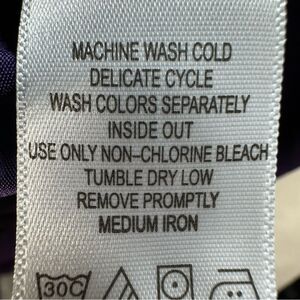 MACHINE WASH COLD
DELICATE CYCLE
WASH COLORS SEPARATELY
INSIDE OUT
USE ONLY NON-CHLORINE BLEACH
TUMBLE DRY LOW
REMOVE PROMPTLY
MEDIUM IRON
30C